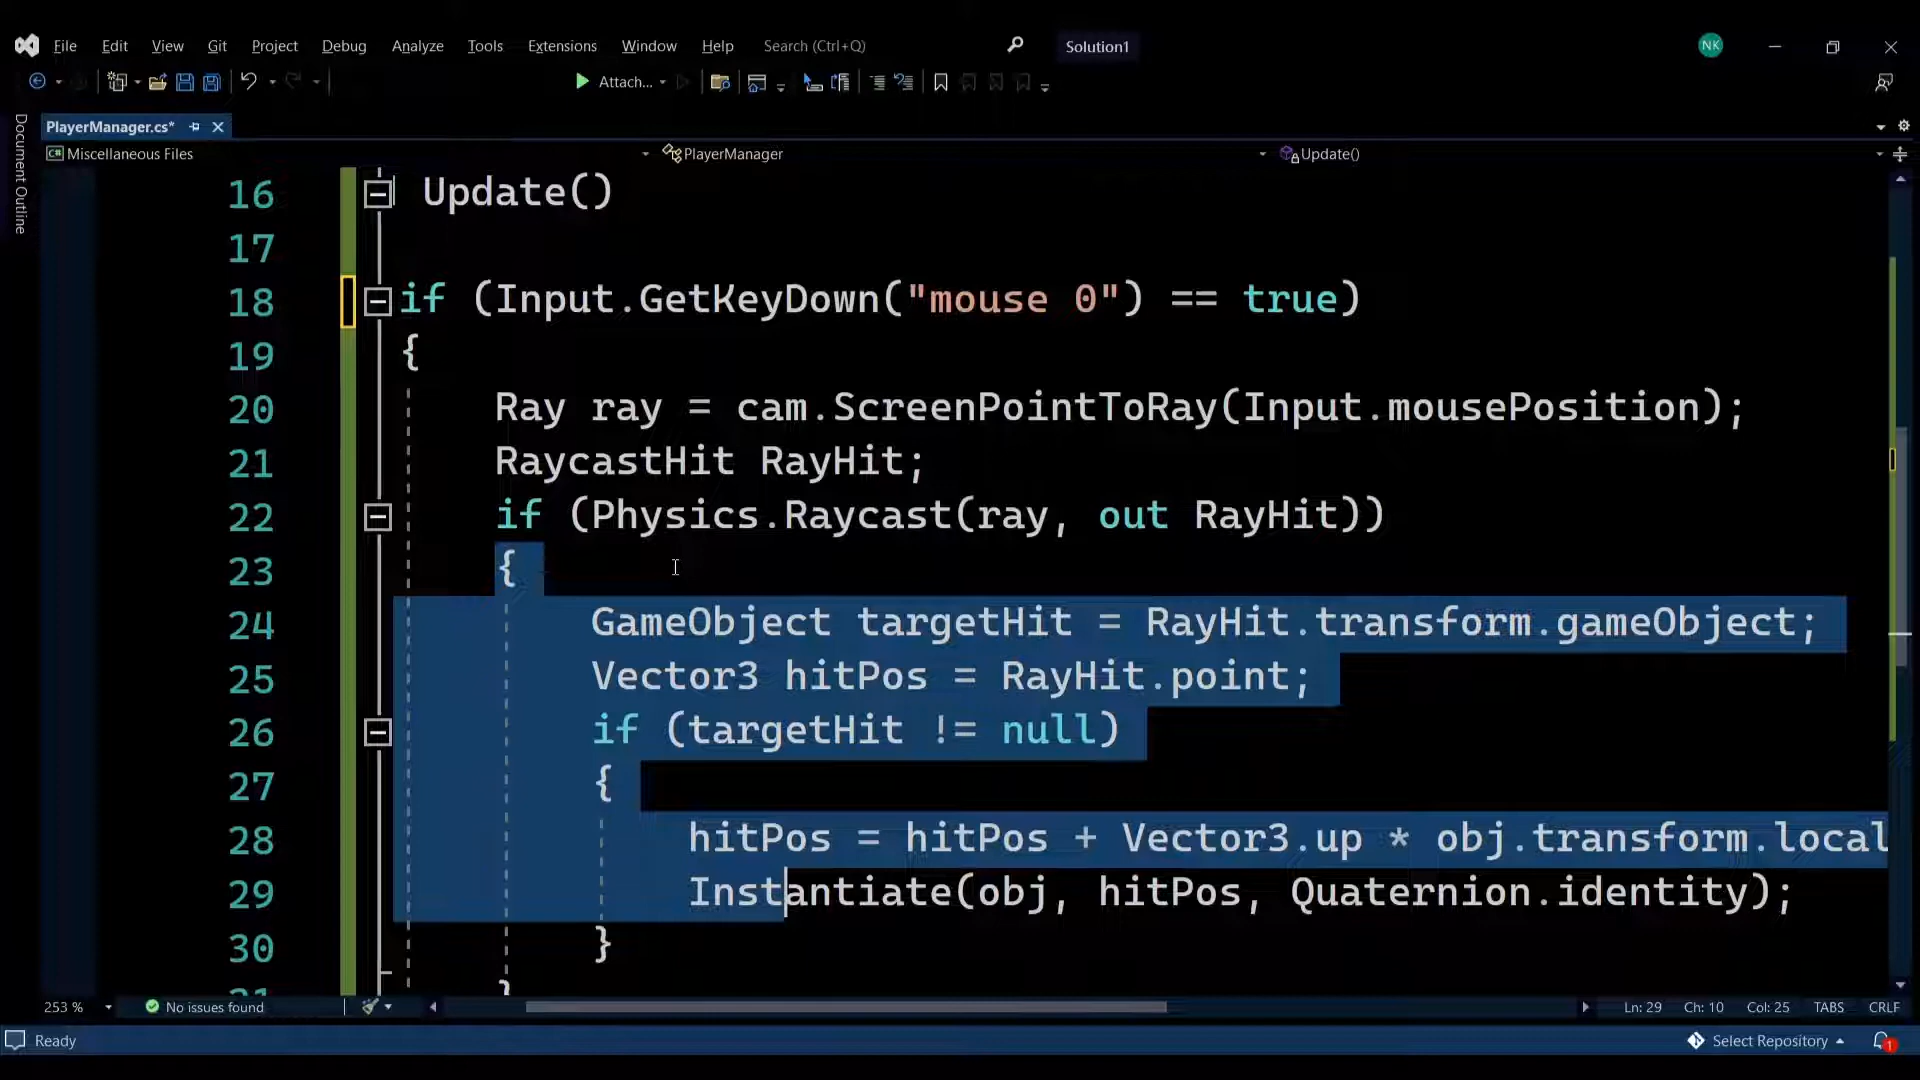 File Edit View Git Project Debug Analyze Tools Extensions Window Help Search (Ctrl+Q) Solution1 NK
Attach...
Document Outline
PlayerManager.cs*
C# Miscellaneous Files PlayerManager Update()
16 Update()
17
18 if (Input.GetKeyDown("mouse 0") == true)
19 {
20 Ray ray = cam.ScreenPointToRay(Input.mousePosition);
21 RaycastHit RayHit;
22 if (Physics.Raycast(ray, out RayHit))
23 {
24 GameObject targetHit = RayHit.transform.gameObject;
25 Vector3 hitPos = RayHit.point;
26 if (targetHit != null)
27 {
28 hitPos = hitPos + Vector3.up * obj.transform.local
29 Instantiate(obj, hitPos, Quaternion.identity);
30 }
31 }
253 % No issues found Ln: 29 Ch: 10 Col: 25 TABS CRLF
Ready Select Repository 1